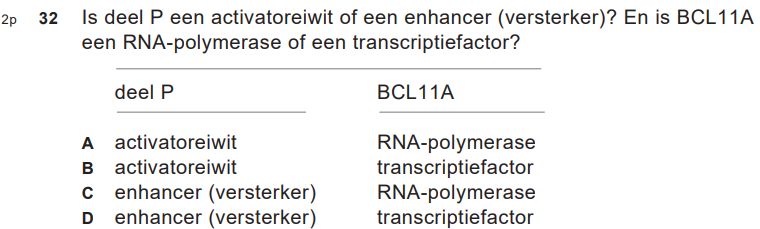 2p 32 Is deel P een activatoreiwit of een enhancer (versterker)? En is BCL11A
een RNA-polymerase of een transcriptiefactor?
deel P BCL11A
A activatoreiwit RNA-polymerase
B activatoreiwit transcriptiefactor
C enhancer (versterker) RNA-polymerase
D enhancer (versterker) transcriptiefactor